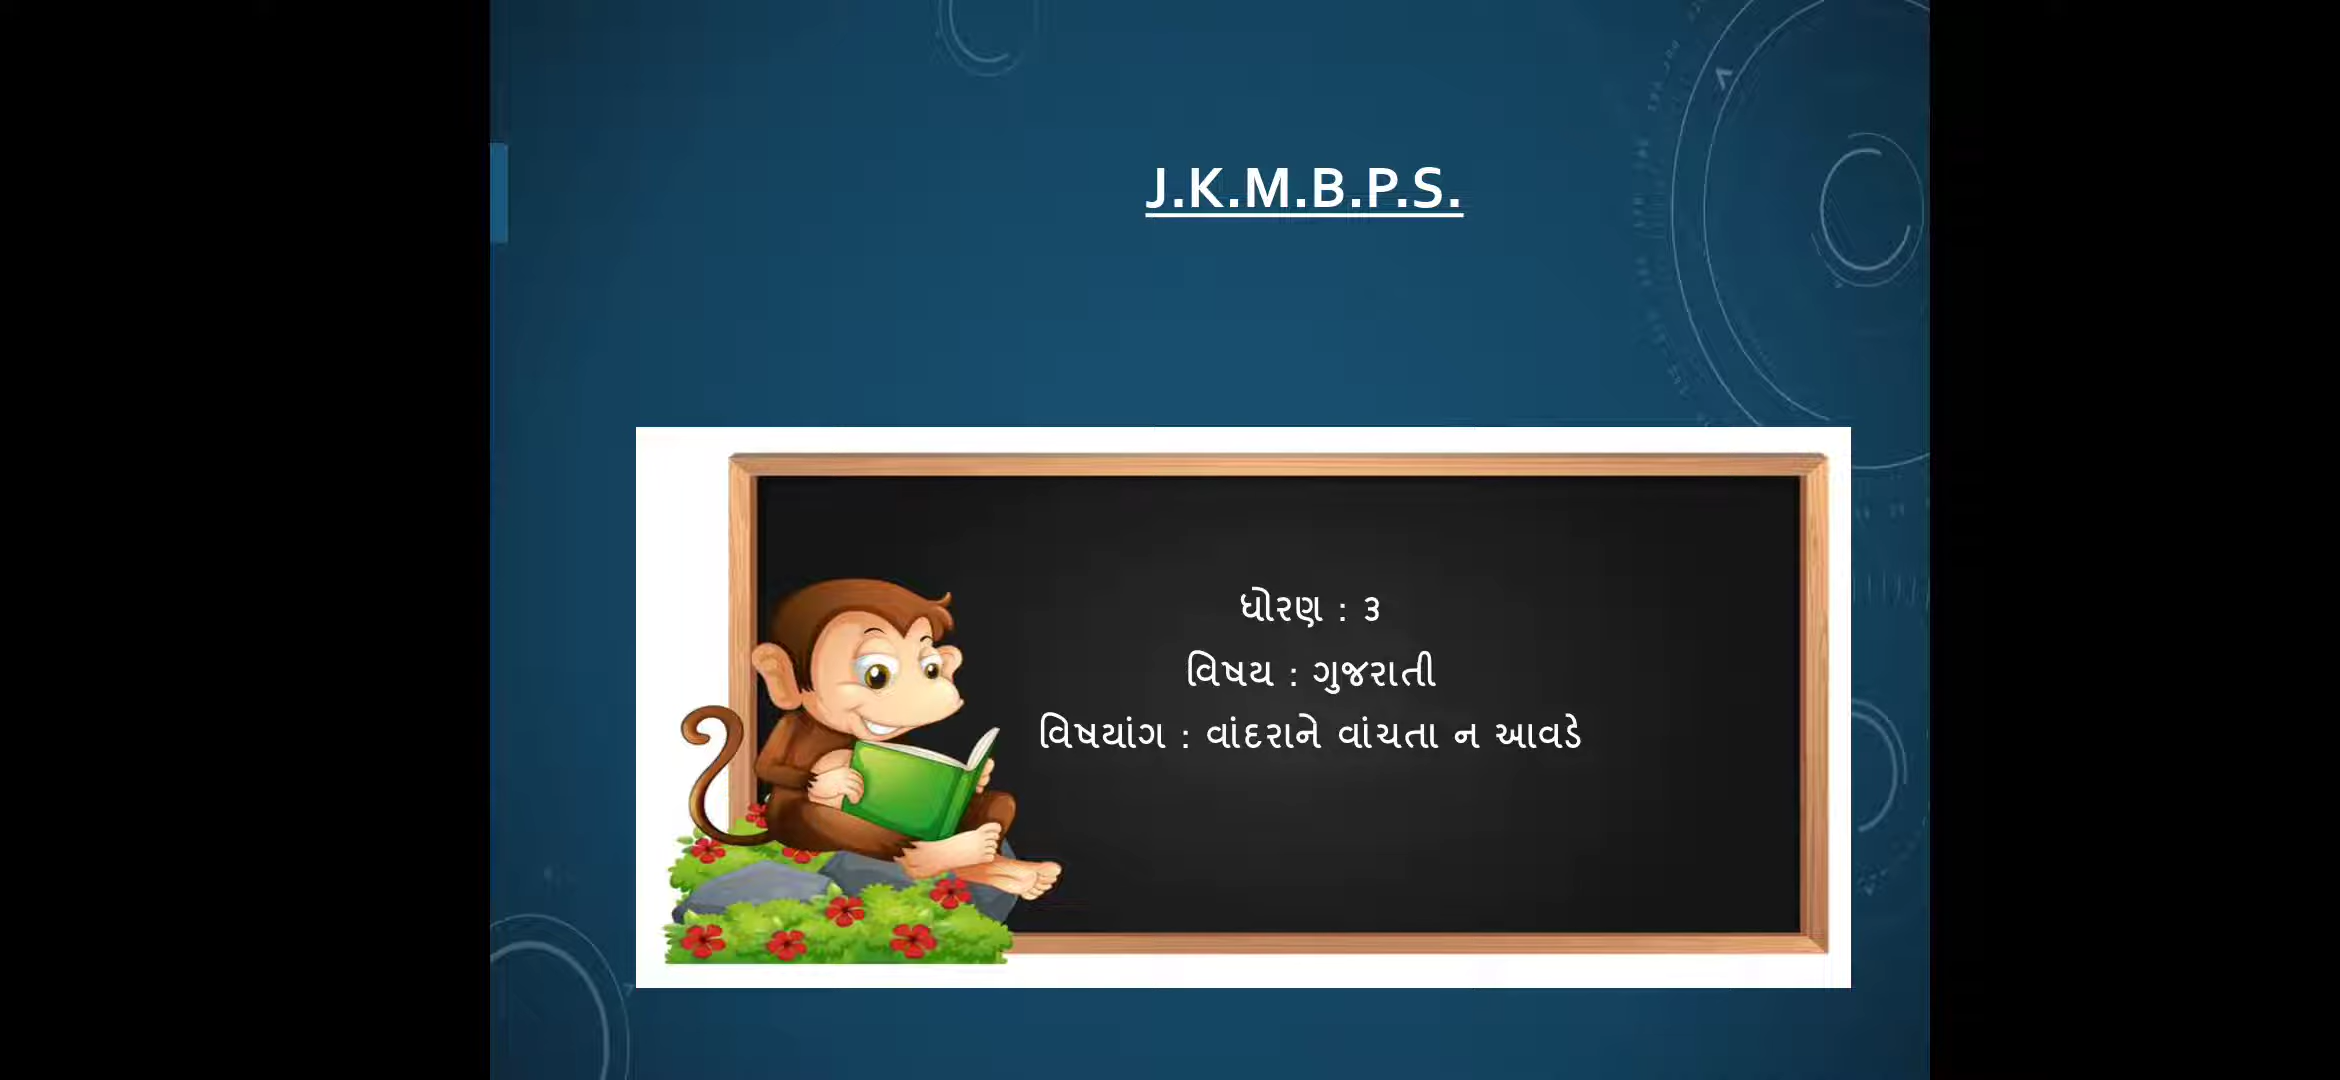 J.K.M.B.P.S.
ધોરણ : ૩
વિષય : ગુજરાતી
વિષયાંગ : વાંદરાને વાંચતા ન આવડે